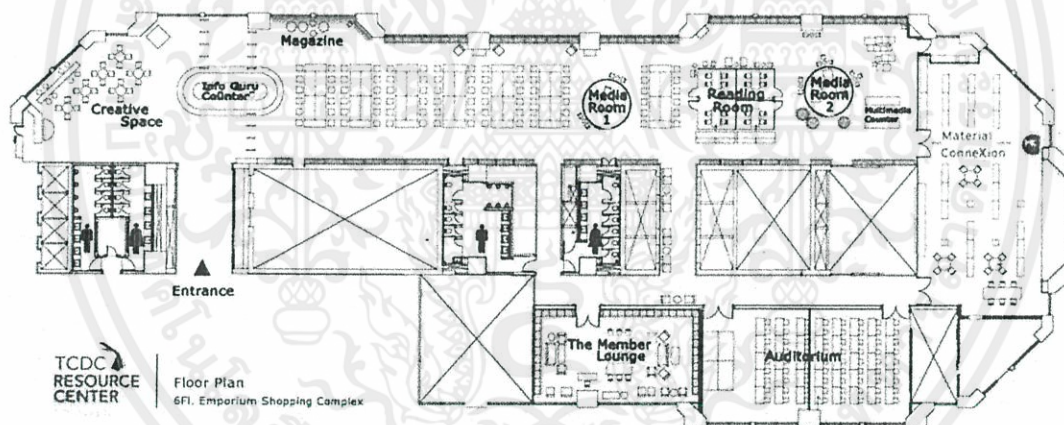 Magazine
Info Guru
Counter
Creative
Space
Media
Room
1
Reading
Room
Media
Room
2
Multimedia
Counter
Material
ConneXion
Entrance
The Member
Lounge
Auditorium
TCDC
RESOURCE
CENTER
Floor Plan
6Fl. Emporium Shopping Complex